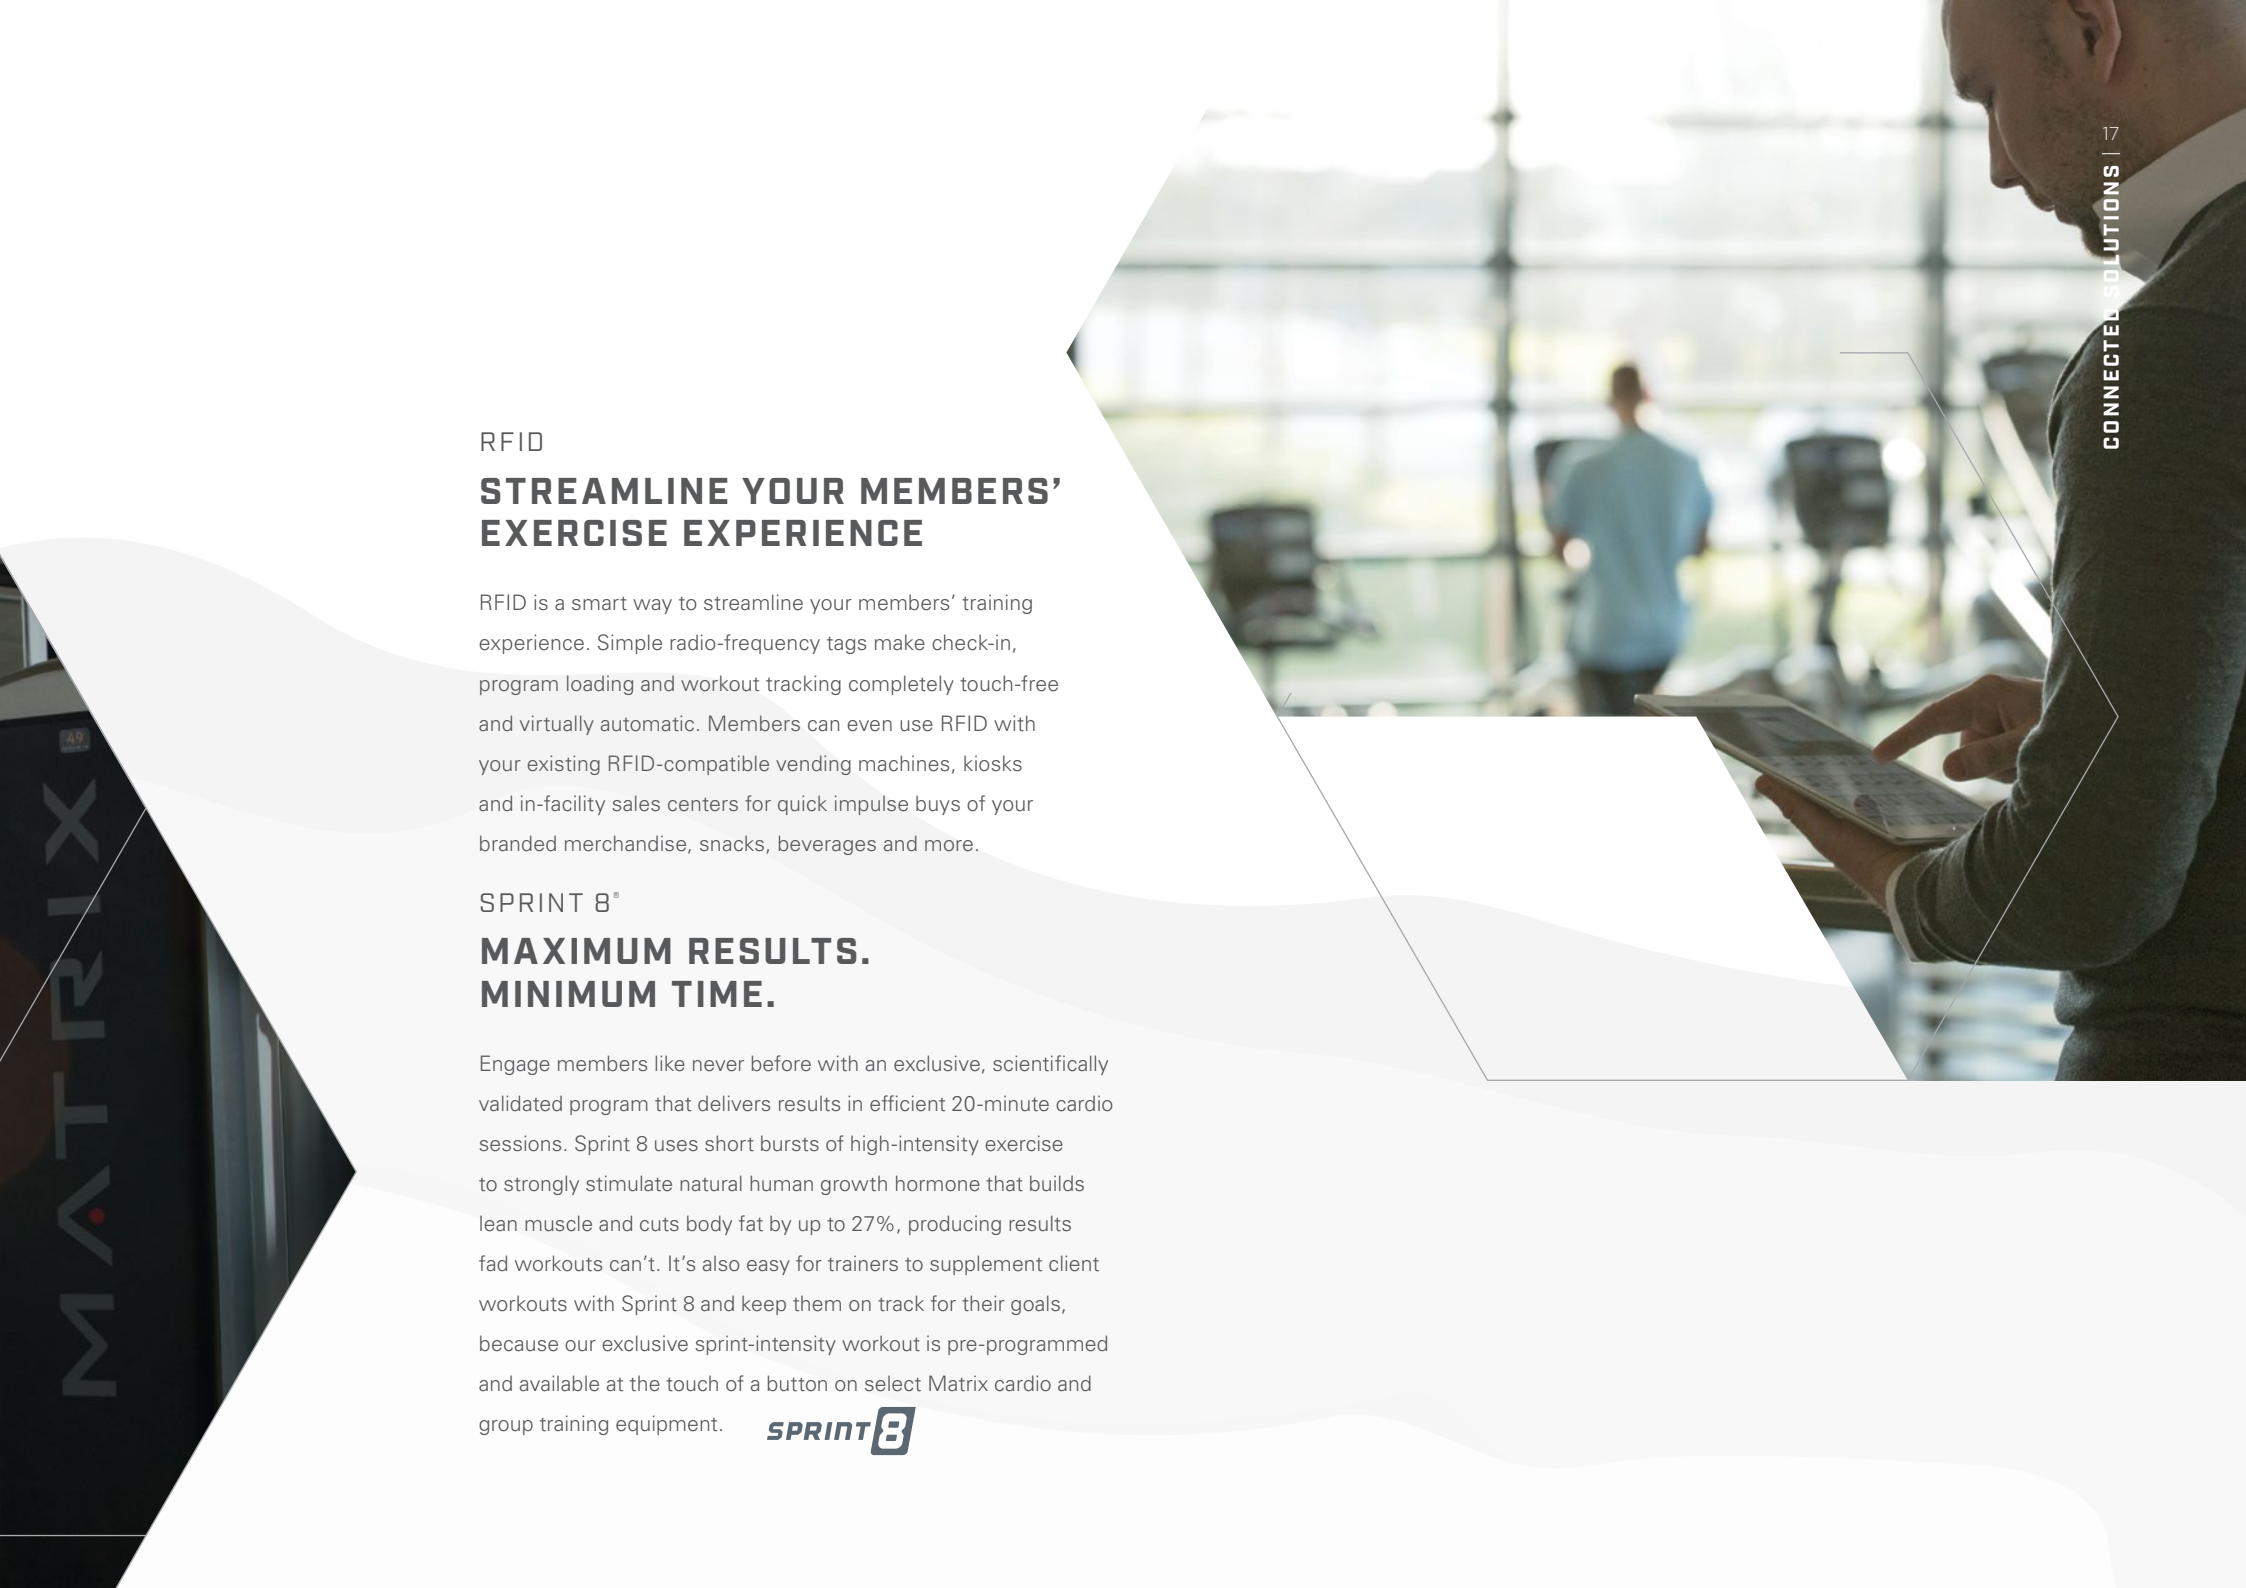 17
CONNECTED SOLUTIONS
RFID
STREAMLINE YOUR MEMBERS’
EXERCISE EXPERIENCE
RFID is a smart way to streamline your members’ training
experience. Simple radio-frequency tags make check-in,
program loading and workout tracking completely touch-free
and virtually automatic. Members can even use RFID with
your existing RFID-compatible vending machines, kiosks
and in-facility sales centers for quick impulse buys of your
branded merchandise, snacks, beverages and more.
SPRINT 8®
MAXIMUM RESULTS.
MINIMUM TIME.
Engage members like never before with an exclusive, scientifically
validated program that delivers results in efficient 20-minute cardio
sessions. Sprint 8 uses short bursts of high-intensity exercise
to strongly stimulate natural human growth hormone that builds
lean muscle and cuts body fat by up to 27%, producing results
fad workouts can’t. It’s also easy for trainers to supplement client
workouts with Sprint 8 and keep them on track for their goals,
because our exclusive sprint-intensity workout is pre-programmed
and available at the touch of a button on select Matrix cardio and
group training equipment.
SPRINT 8
MATRIX
49